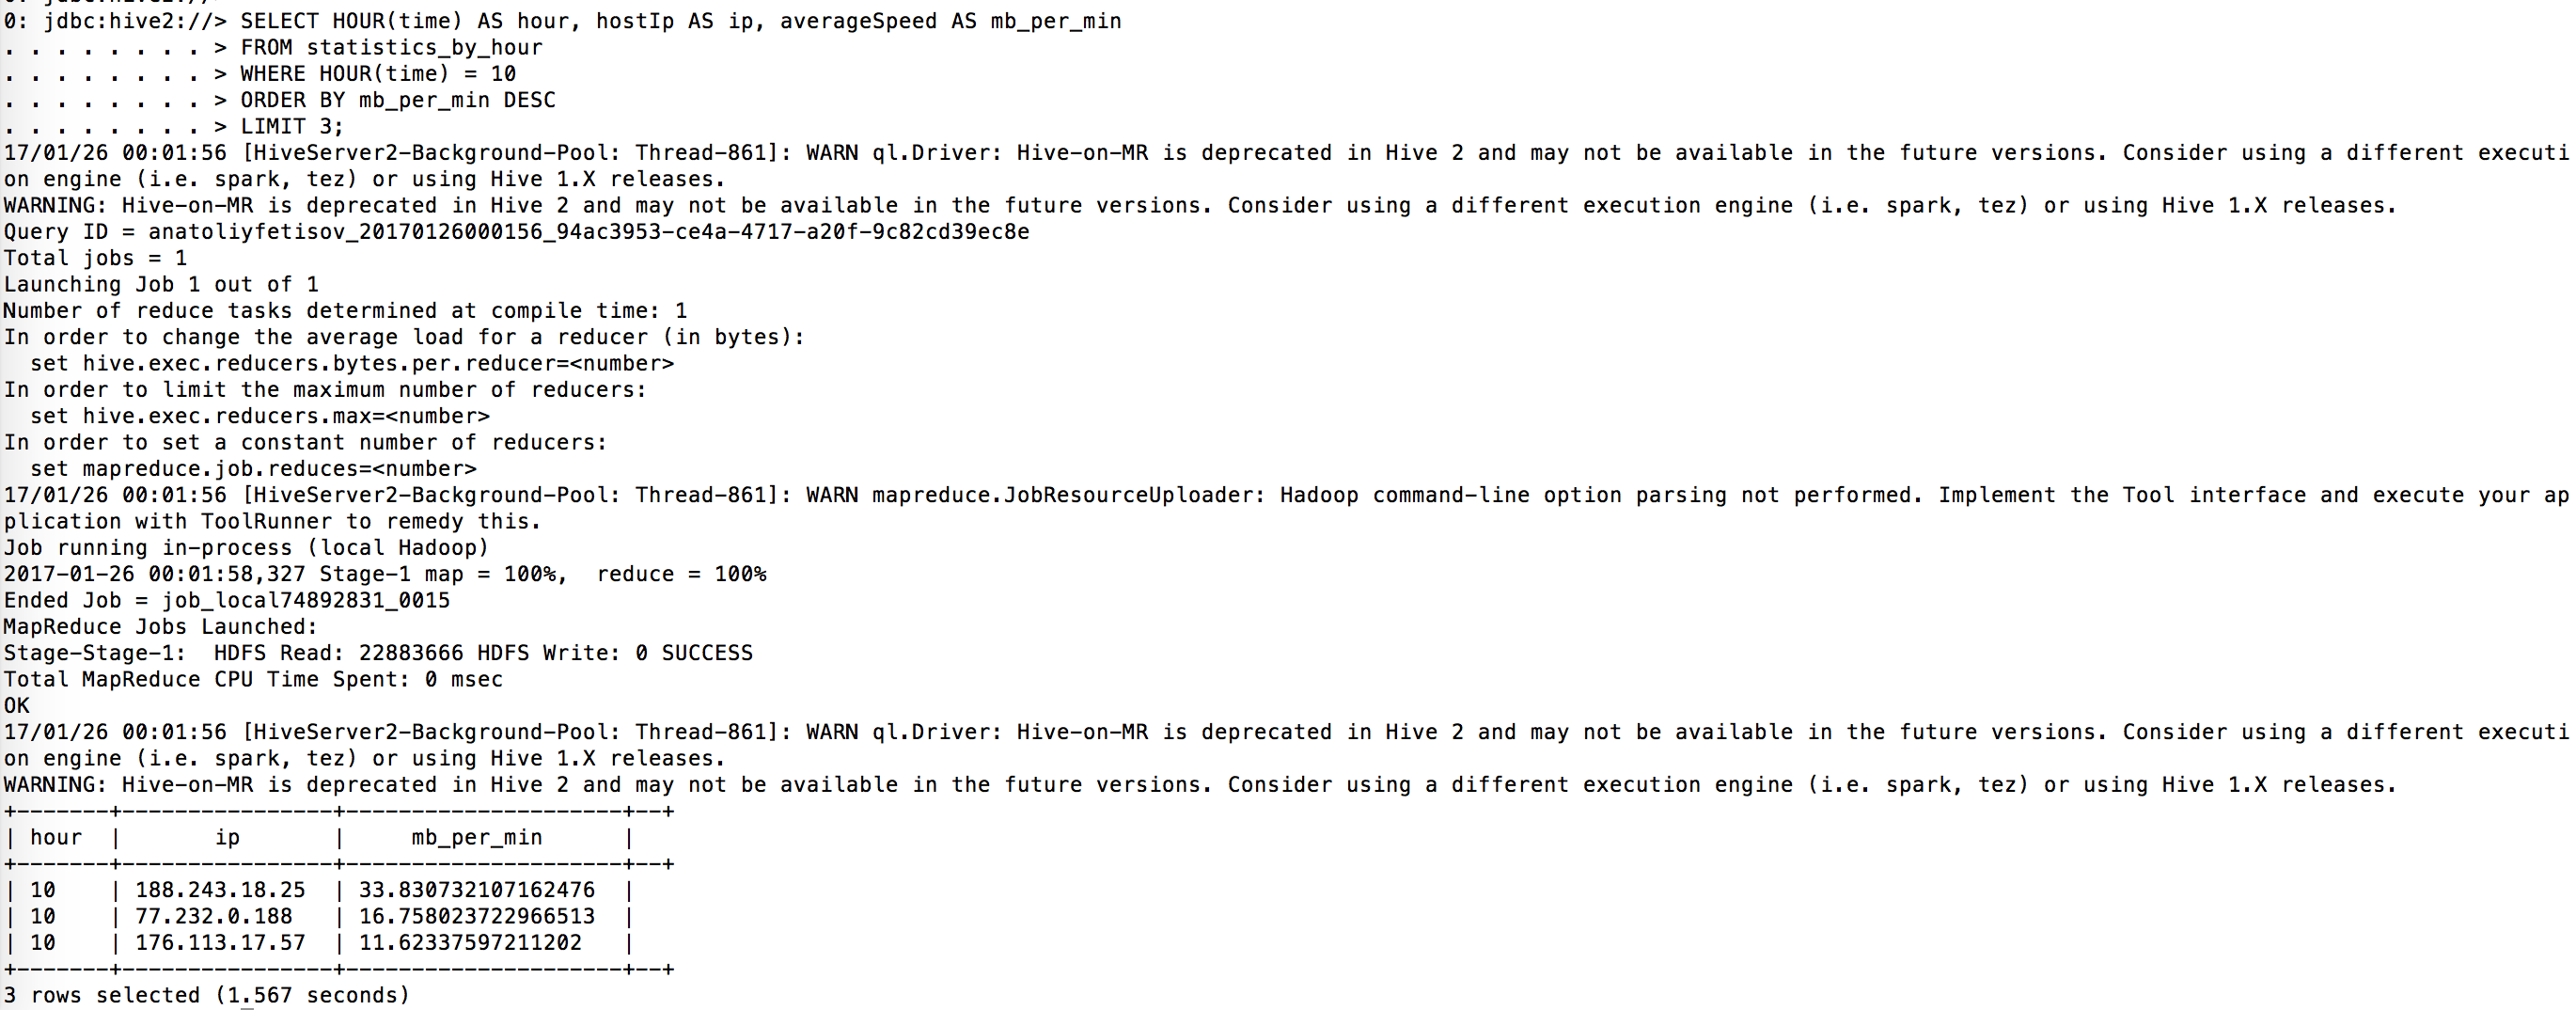 0: jdbc:hive2://>
0: jdbc:hive2://> SELECT HOUR(time) AS hour, hostIp AS ip, averageSpeed AS mb_per_min
. . . . . . . . > FROM statistics_by_hour
. . . . . . . . > WHERE HOUR(time) = 10
. . . . . . . . > ORDER BY mb_per_min DESC
. . . . . . . . > LIMIT 3;
17/01/26 00:01:56 [HiveServer2-Background-Pool: Thread-861]: WARN ql.Driver: Hive-on-MR is deprecated in Hive 2 and may not be available in the future versions. Consider using a different executi
on engine (i.e. spark, tez) or using Hive 1.X releases.
WARNING: Hive-on-MR is deprecated in Hive 2 and may not be available in the future versions. Consider using a different execution engine (i.e. spark, tez) or using Hive 1.X releases.
Query ID = anatoliyfetisov_20170126000156_94ac3953-ce4a-4717-a20f-9c82cd39ec8e
Total jobs = 1
Launching Job 1 out of 1
Number of reduce tasks determined at compile time: 1
In order to change the average load for a reducer (in bytes):
  set hive.exec.reducers.bytes.per.reducer=<number>
In order to limit the maximum number of reducers:
  set hive.exec.reducers.max=<number>
In order to set a constant number of reducers:
  set mapreduce.job.reduces=<number>
17/01/26 00:01:56 [HiveServer2-Background-Pool: Thread-861]: WARN mapreduce.JobResourceUploader: Hadoop command-line option parsing not performed. Implement the Tool interface and execute your ap
plication with ToolRunner to remedy this.
Job running in-process (local Hadoop)
2017-01-26 00:01:58,327 Stage-1 map = 100%,  reduce = 100%
Ended Job = job_local74892831_0015
MapReduce Jobs Launched:
Stage-Stage-1:  HDFS Read: 22883666 HDFS Write: 0 SUCCESS
Total MapReduce CPU Time Spent: 0 msec
OK
17/01/26 00:01:56 [HiveServer2-Background-Pool: Thread-861]: WARN ql.Driver: Hive-on-MR is deprecated in Hive 2 and may not be available in the future versions. Consider using a different executi
on engine (i.e. spark, tez) or using Hive 1.X releases.
WARNING: Hive-on-MR is deprecated in Hive 2 and may not be available in the future versions. Consider using a different execution engine (i.e. spark, tez) or using Hive 1.X releases.
+-------+----------------+---------------------+--+
| hour  |       ip       |     mb_per_min      |
+-------+----------------+---------------------+--+
| 10    | 188.243.18.25  | 33.830732107162476  |
| 10    | 77.232.0.188   | 16.758023722966513  |
| 10    | 176.113.17.57  | 11.62337597211202   |
+-------+----------------+---------------------+--+
3 rows selected (1.567 seconds)